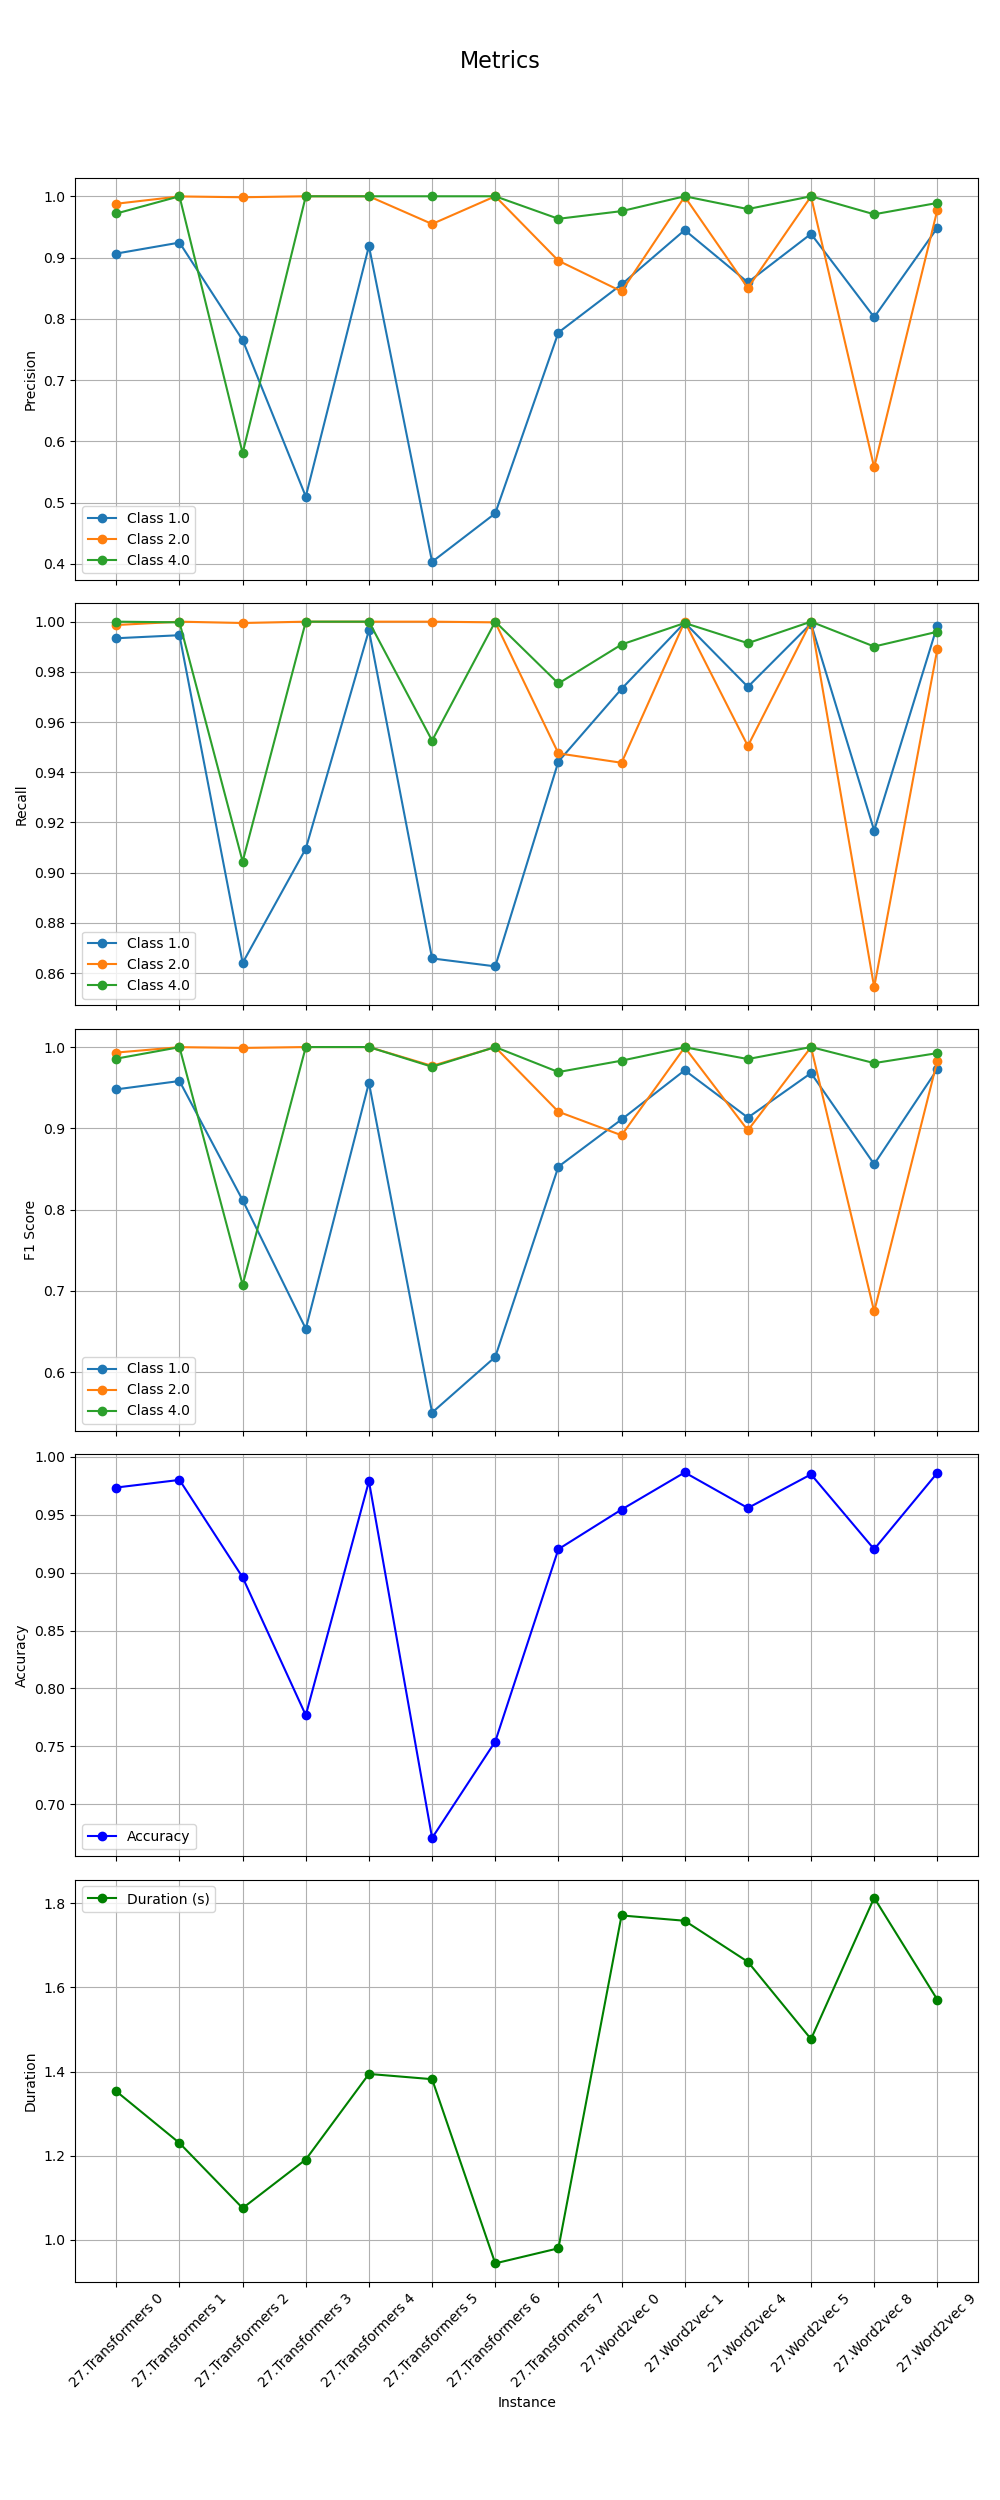 Metrics
1.0
0.9
0.8
0.7
0.6
0.5
0.4
Precision
Class 1.0
Class 2.0
Class 4.0
1.00
0.98
0.96
0.94
0.92
0.90
0.88
0.86
Recall
Class 1.0
Class 2.0
Class 4.0
1.0
0.9
0.8
0.7
0.6
F1 Score
Class 1.0
Class 2.0
Class 4.0
1.00
0.95
0.90
0.85
0.80
0.75
0.70
Accuracy
Accuracy
Duration (s)
1.8
1.6
1.4
1.2
1.0
Duration
27.Transformers 0
27.Transformers 1
27.Transformers 2
27.Transformers 3
27.Transformers 4
27.Transformers 5
27.Transformers 6
27.Transformers 7
27.Word2vec 0
27.Word2vec 1
27.Word2vec 4
27.Word2vec 5
27.Word2vec 8
27.Word2vec 9
Instance